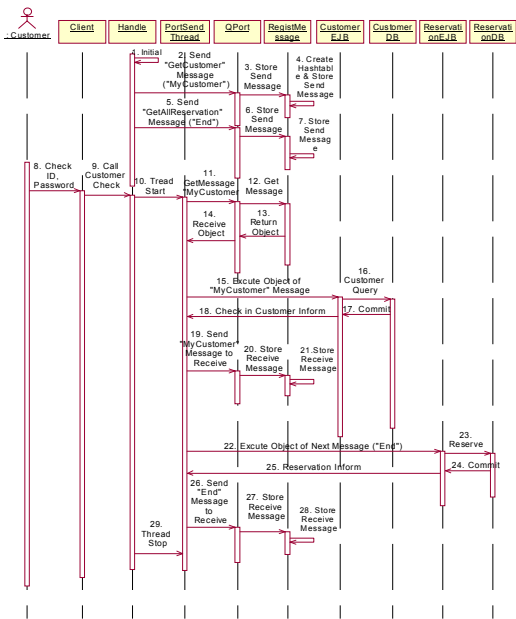 : Customer
Client
Handle
PortSend
Thread
QPort
RegistMe
ssage
Customer
EJB
Customer
DB
Reservati
onEJB
Reservati
onDB
1. Initial
2. Send
"GetCustomer"
Message
("MyCustomer")
3. Store
Send
Message
4. Create
Hashtabl
e & Store
Send
Message
5. Send
"GetAllReservation"
Message ("End")
6. Store
Send
Message
7. Store
Send
Messag
e
8. Check
ID,
Password
9. Call
Customer
Check
10. Tread
Start
11.
GetMessage
"MyCustomer
12. Get
Message
13.
Return
Object
14.
Receive
Object
15. Excute Object of
"MyCustomer" Message
16.
Customer
Query
17. Commit
18. Check in Customer Inform
19. Send
"MyCustomer"
Message to
Receive
20. Store
Receive
Message
21.Store
Receive
Message
22. Excute Object of Next Message ("End")
23.
Reserve
24. Commit
25. Reservation Inform
26. Send
"End"
Message
to
Receive
27. Store
Receive
Message
28. Store
Receive
Message
29.
Thread
Stop